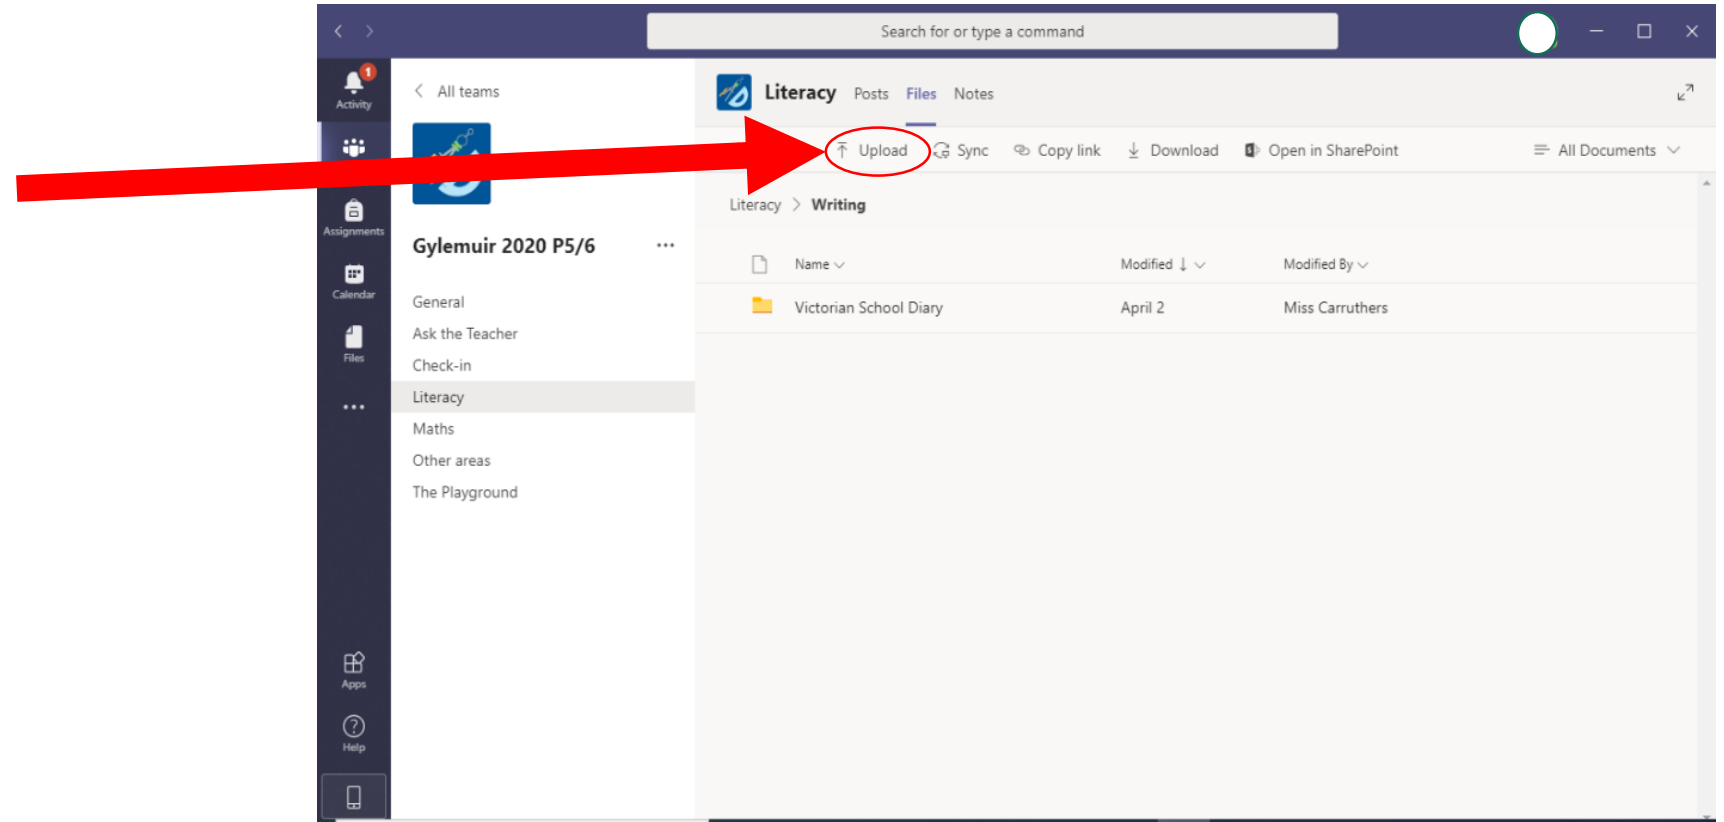 Search for or type a command
1
Activity
Assignments
Calendar
Files
Apps
Help
All teams
Gylemuir 2020 P5/6
General
Ask the Teacher
Check-in
Literacy
Maths
Other areas
The Playground
Literacy Posts Files Notes
Upload Sync Copy link Download Open in SharePoint All Documents
Literacy > Writing
Name Modified Modified By
Victorian School Diary April 2 Miss Carruthers